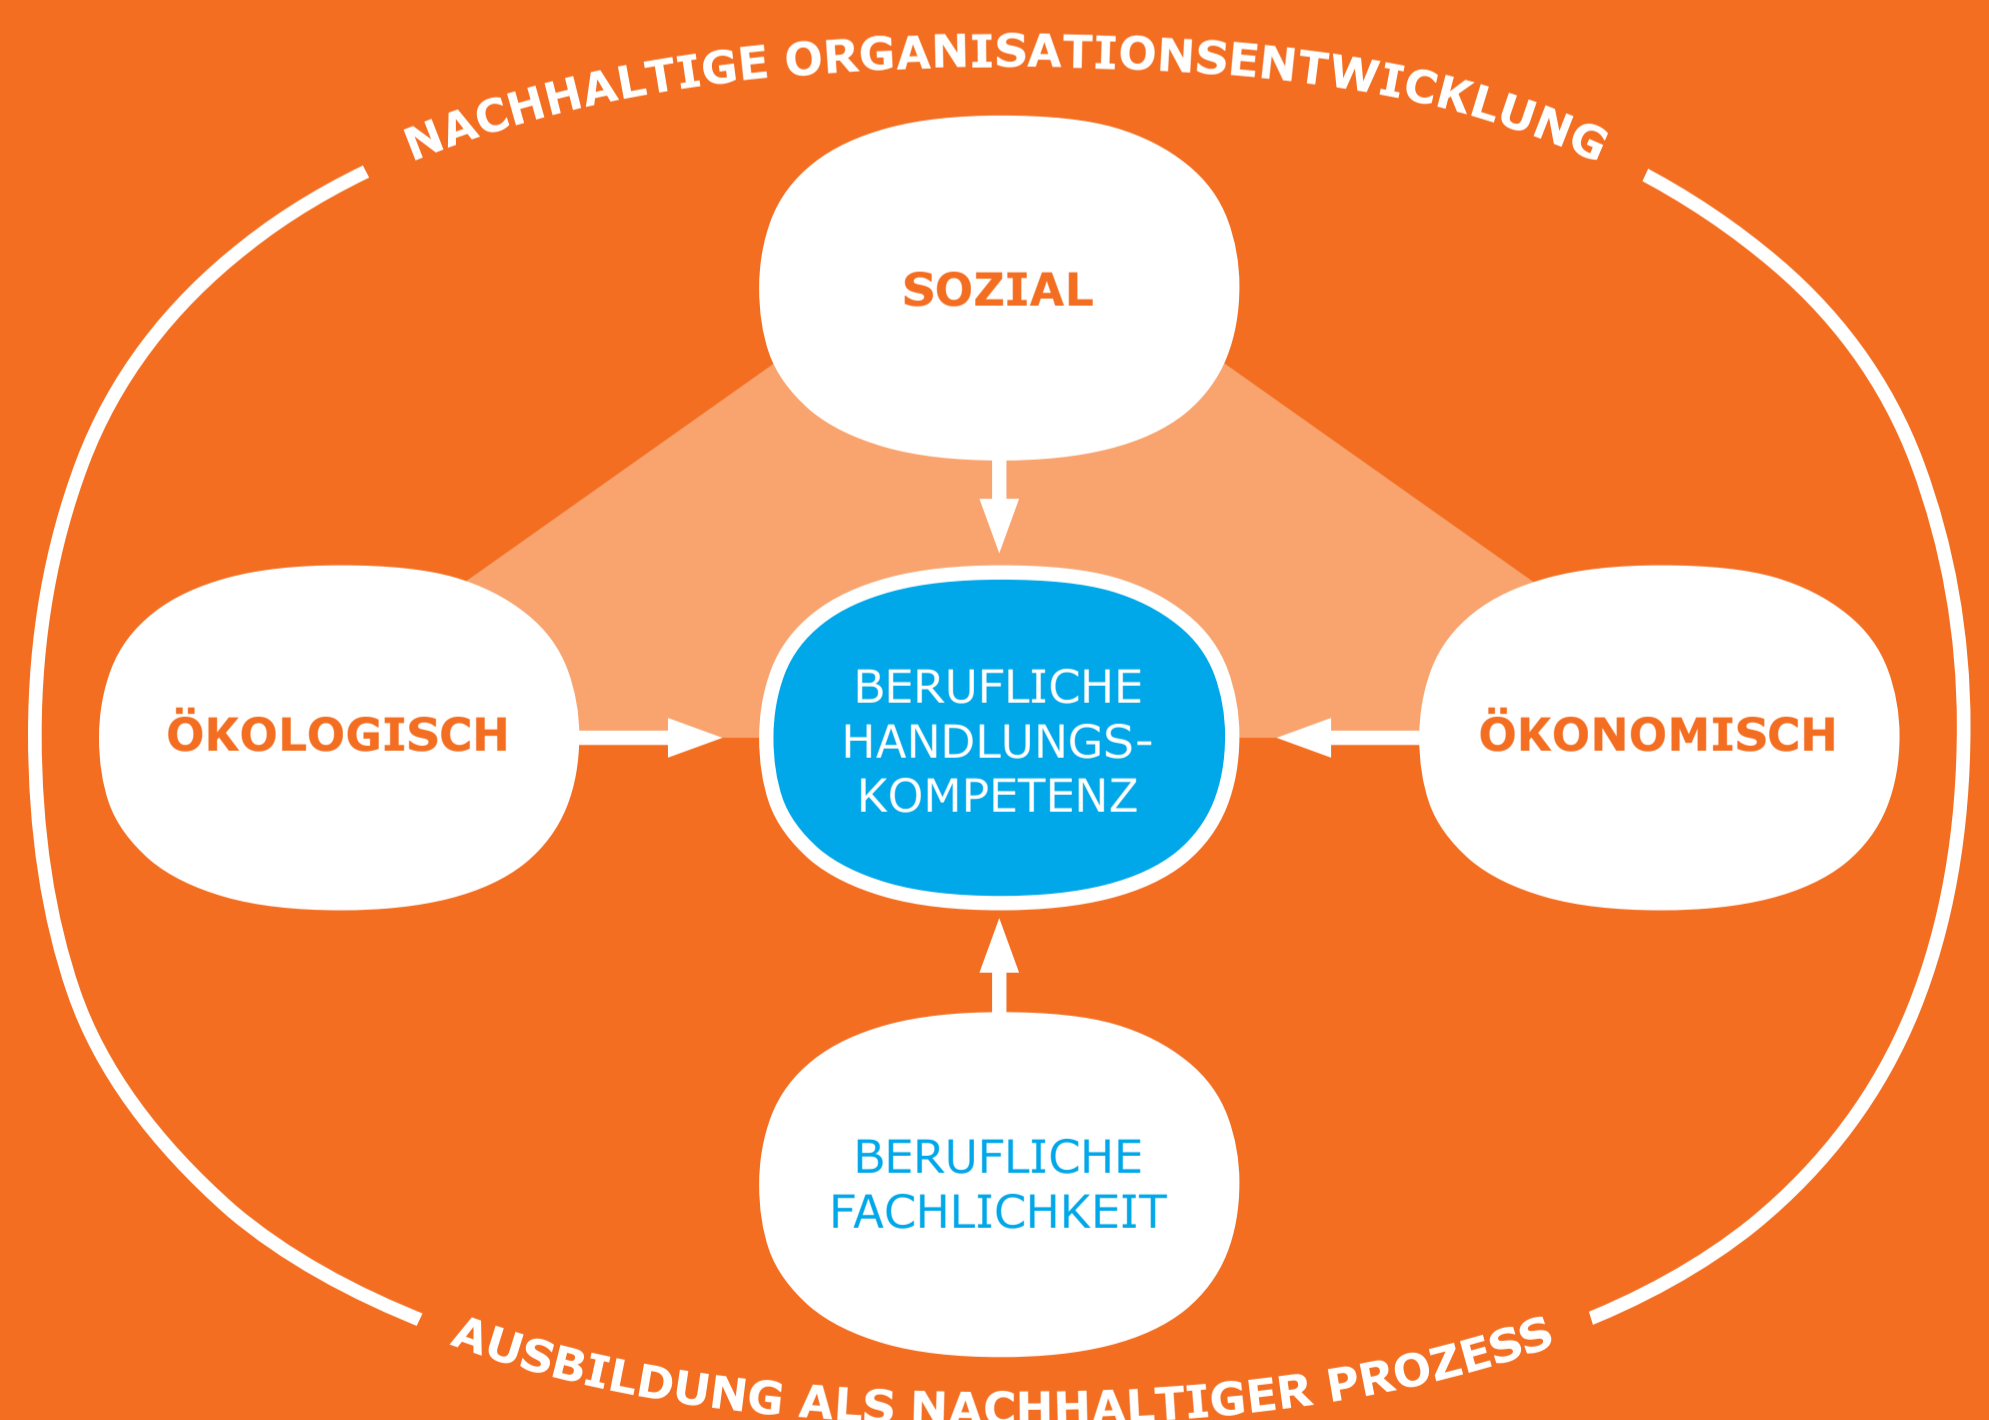 NACHHALTIGE ORGANISATIONSENTWICKLUNG
SOZIAL
ÖKOLOGISCH
BERUFLICHE
HANDLUNGS-
KOMPETENZ
ÖKONOMISCH
BERUFLICHE
FACHLICHKEIT
AUSBILDUNG ALS NACHHALTIGER PROZESS